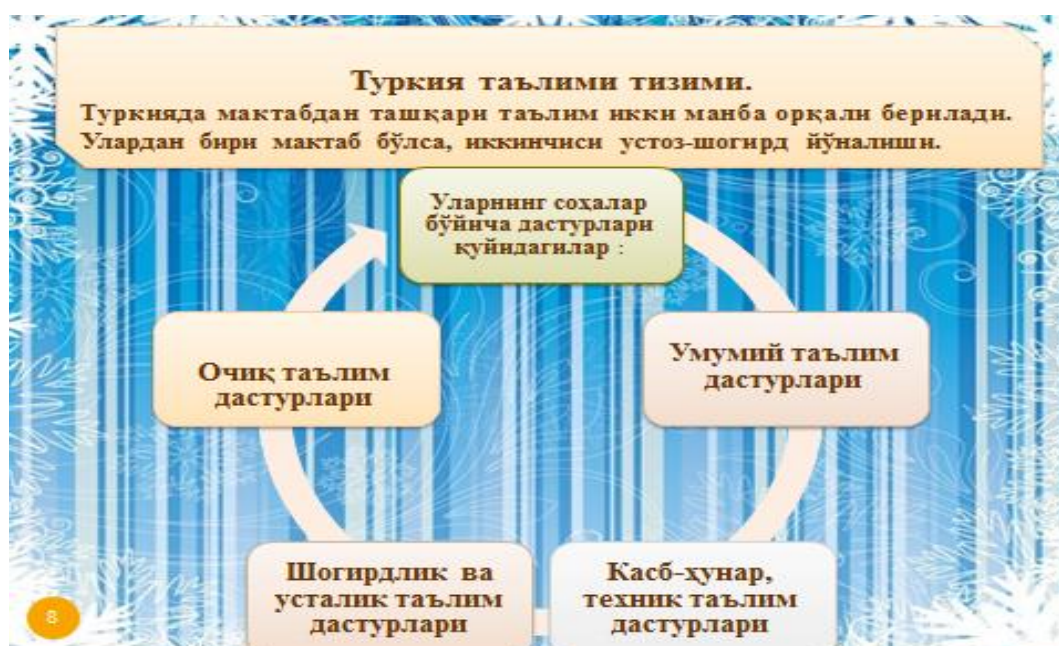 Туркия таълими тизими.
Туркияда мактабдан ташқари таълим икки манба орқали берилади.
Улардан бири мактаб бўлса, иккинчиси устоз-шогирд йўналиши.
Уларнинг соҳалар
бўйича дастурлари
қуйидагилар :
Умумий таълим
дастурлари
Касб-ҳунар,
техник таълим
дастурлари
Шогирдлик ва
усталик таълим
дастурлари
Очиқ таълим
дастурлари
8